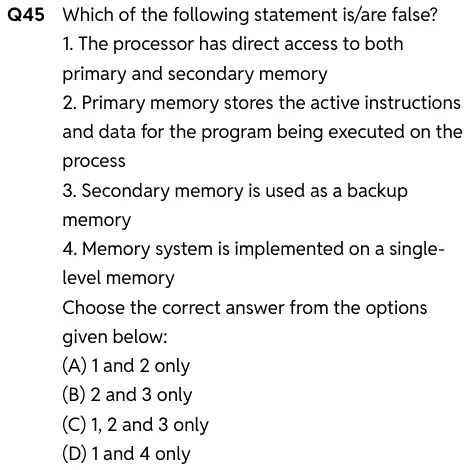 Q45 Which of the following statement is/are false?
1. The processor has direct access to both
primary and secondary memory
2. Primary memory stores the active instructions
and data for the program being executed on the
process
3. Secondary memory is used as a backup
memory
4. Memory system is implemented on a single-
level memory
Choose the correct answer from the options
given below:
(A) 1 and 2 only
(B) 2 and 3 only
(C) 1, 2 and 3 only
(D) 1 and 4 only